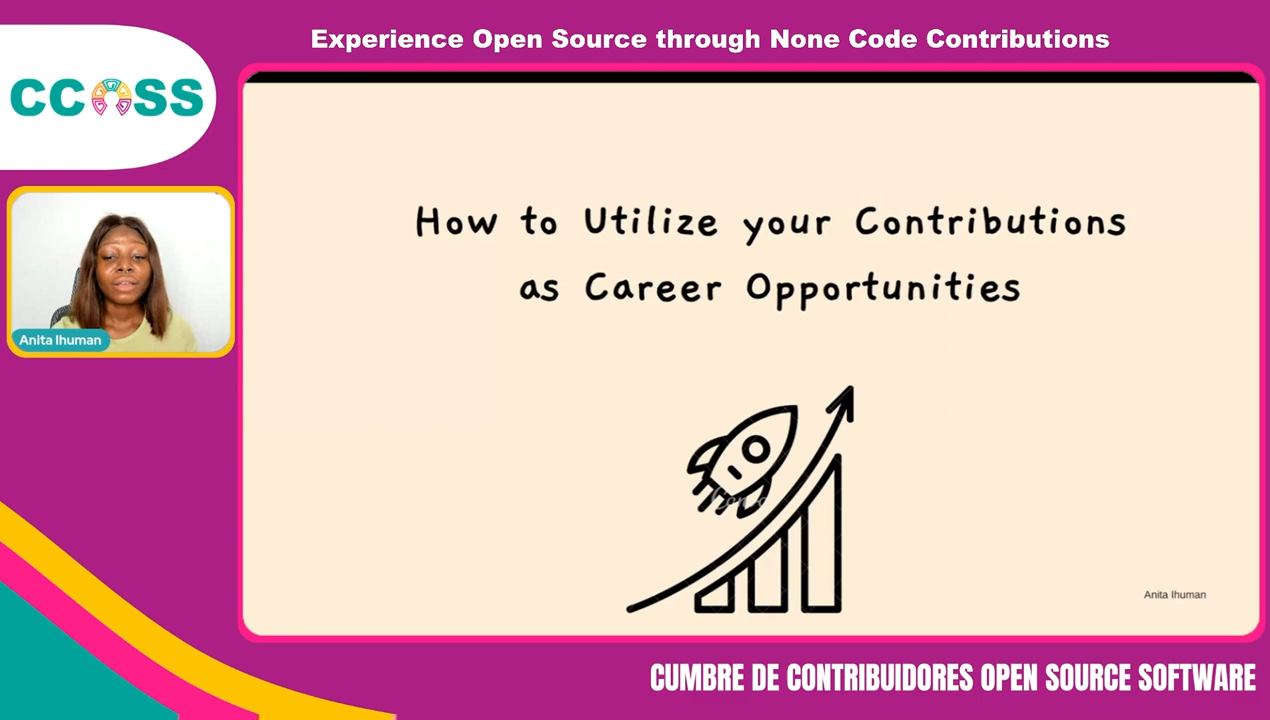 Experience Open Source through None Code Contributions
CCOSS
How to Utilize your Contributions
as Career Opportunities
Anita Ihuman
Anita Ihuman
CUMBRE DE CONTRIBUIDORES OPEN SOURCE SOFTWARE